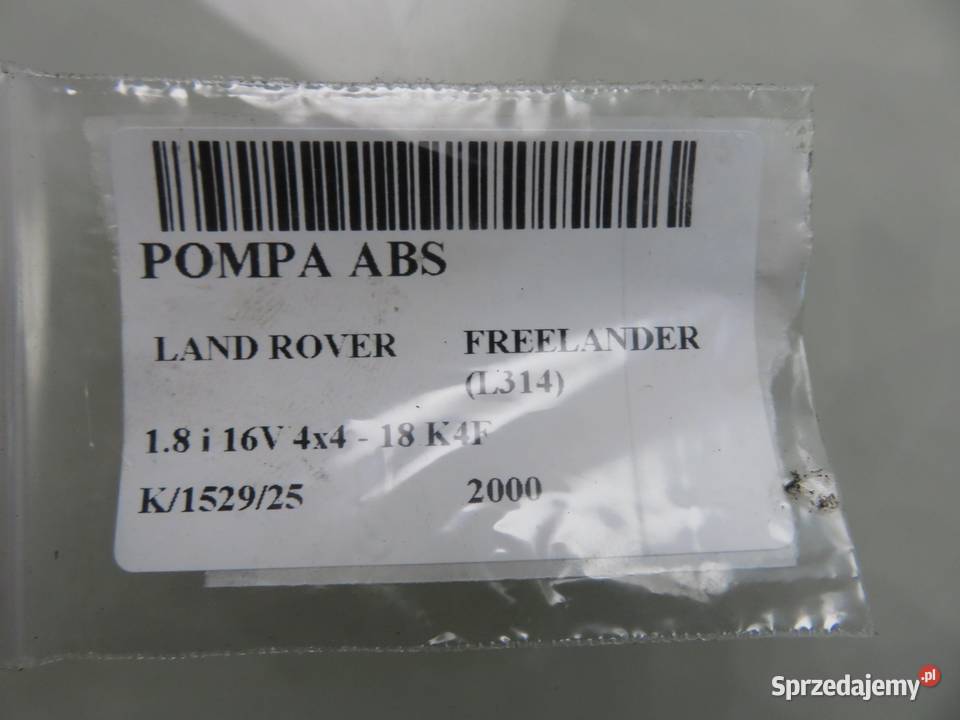 POMPA ABS
LAND ROVER FREELANDER
(L314)
1.8 i 16V 4x4 - 18 K4F
K/1529/25 2000
Sprzedajemy.pl